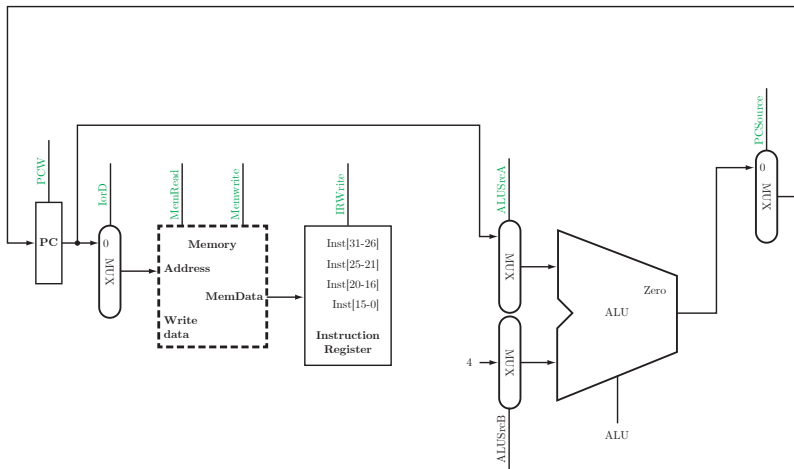 PCW
PC
IorD
0
MUX
MemRead
Memwrite
Memory
Address
MemData
Write
data
IRWrite
Inst[31-26]
Inst[25-21]
Inst[20-16]
Inst[15-0]
Instruction
Register
ALUSrcA
MUX
4
MUX
ALUSrcB
Zero
ALU
ALU
PCSource
0
MUX